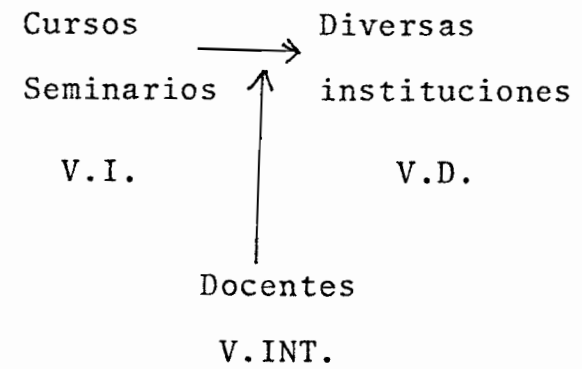 Cursos Diversas
Seminarios instituciones
V.I. V.D.
Docentes
V.INT.